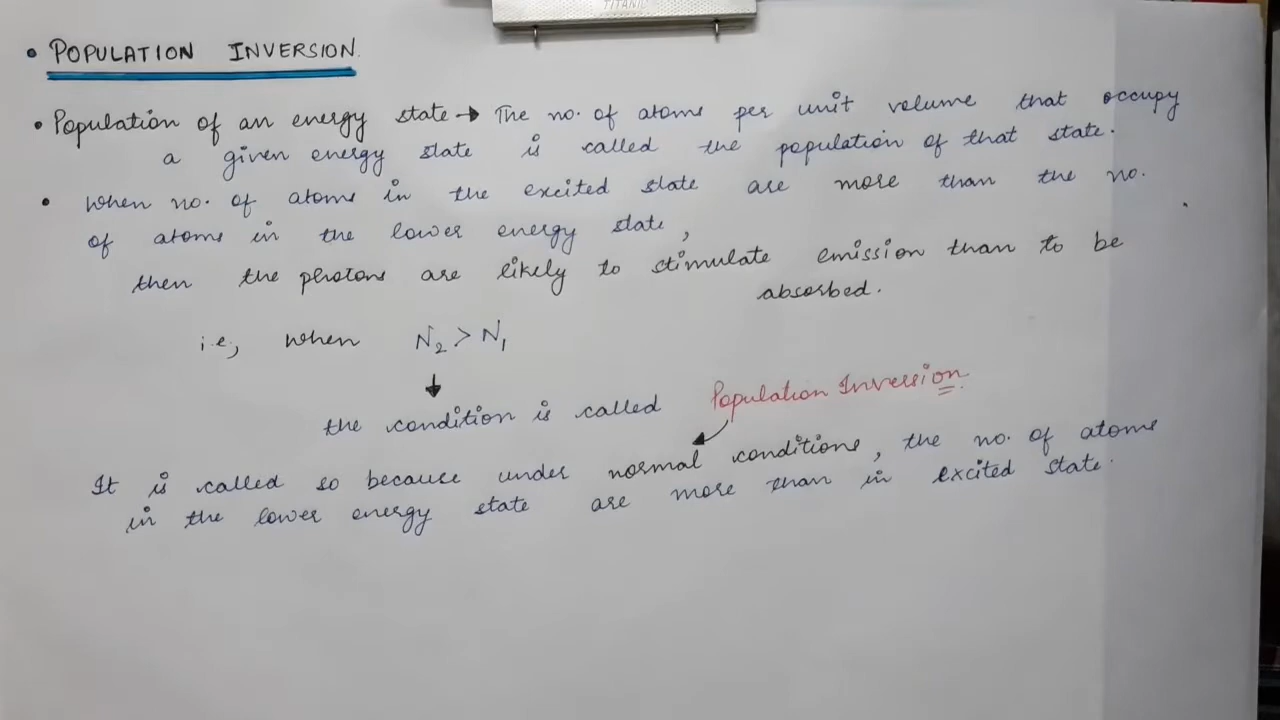 TITANIC
• POPULATION INVERSION.
• Population of an energy state → The no. of atoms per unit volume that occupy
a given energy state is called the population of that state.
• When no. of atoms in the excited state are more than the no.
of atoms in the lower energy state,
then the photons are likely to stimulate emission than to be
absorbed.
i.e, when N₂ > N₁
↓
the condition is called Population Inversion.
It is called so because under normal conditions, the no. of atoms
in the lower energy state are more than in excited state.